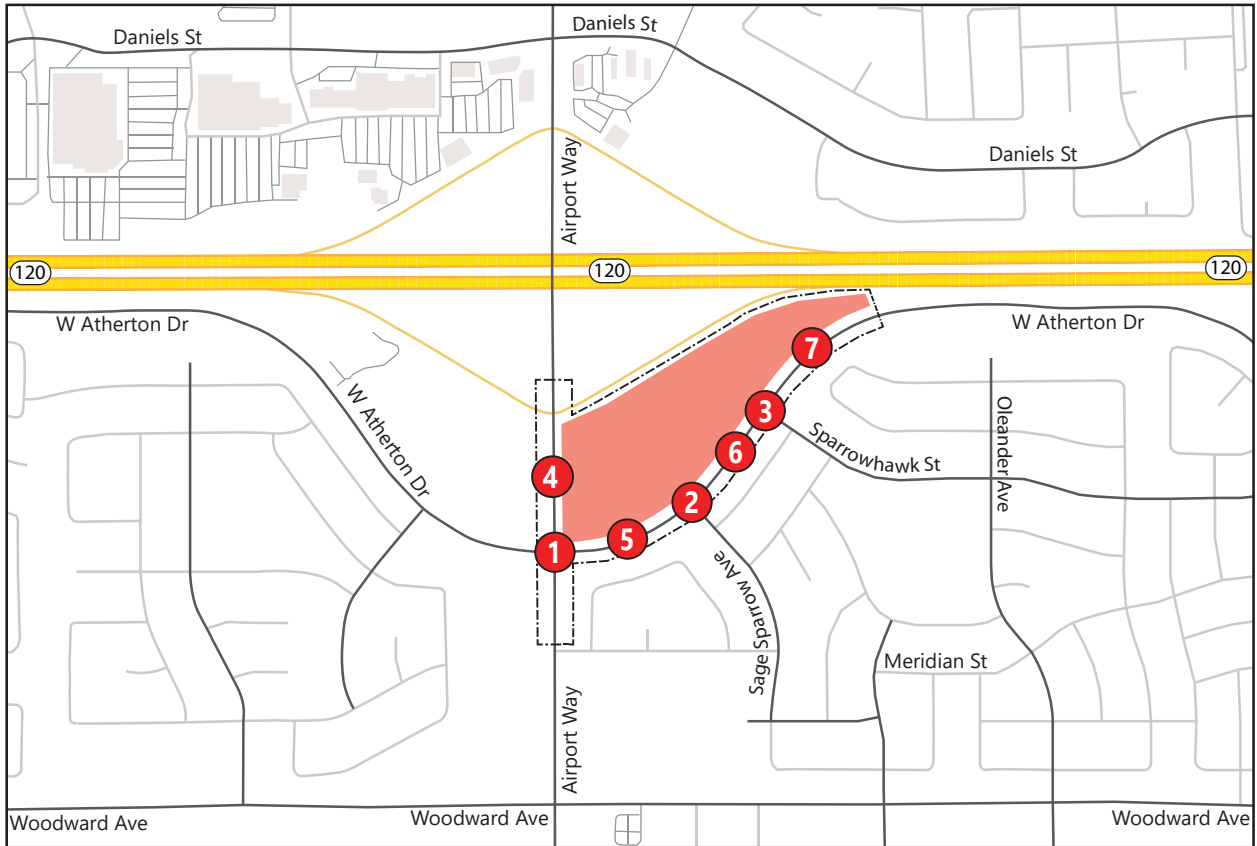 Daniels St
Daniels St
Airport Way
Daniels St
120
120
120
W Atherton Dr
W Atherton Dr
7
W Atherton Dr
3
Oleander Ave
Sparrowhawk St
6
4
2
5
1
Sage Sparrow Ave
Meridian St
Airport Way
Woodward Ave
Woodward Ave
Woodward Ave